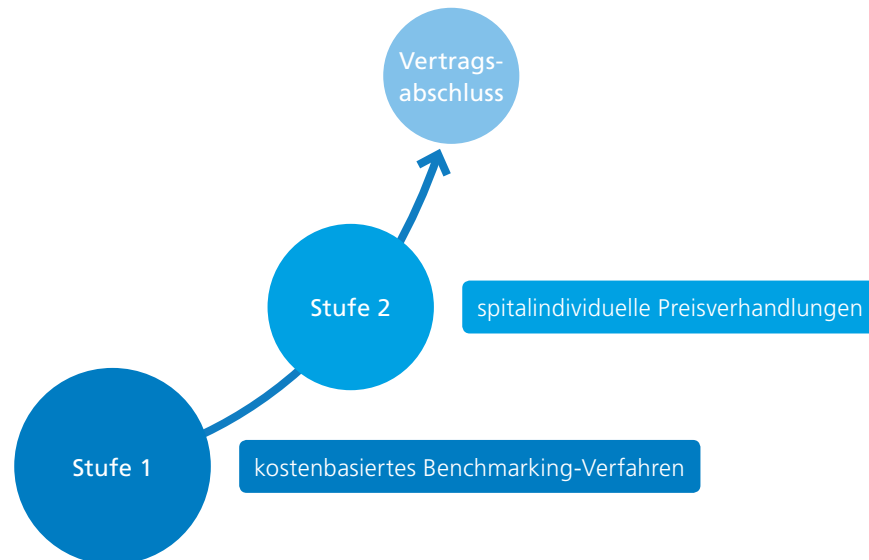 Vertrags-
abschluss
Stufe 2
spitalindividuelle Preisverhandlungen
Stufe 1
kostenbasiertes Benchmarking-Verfahren